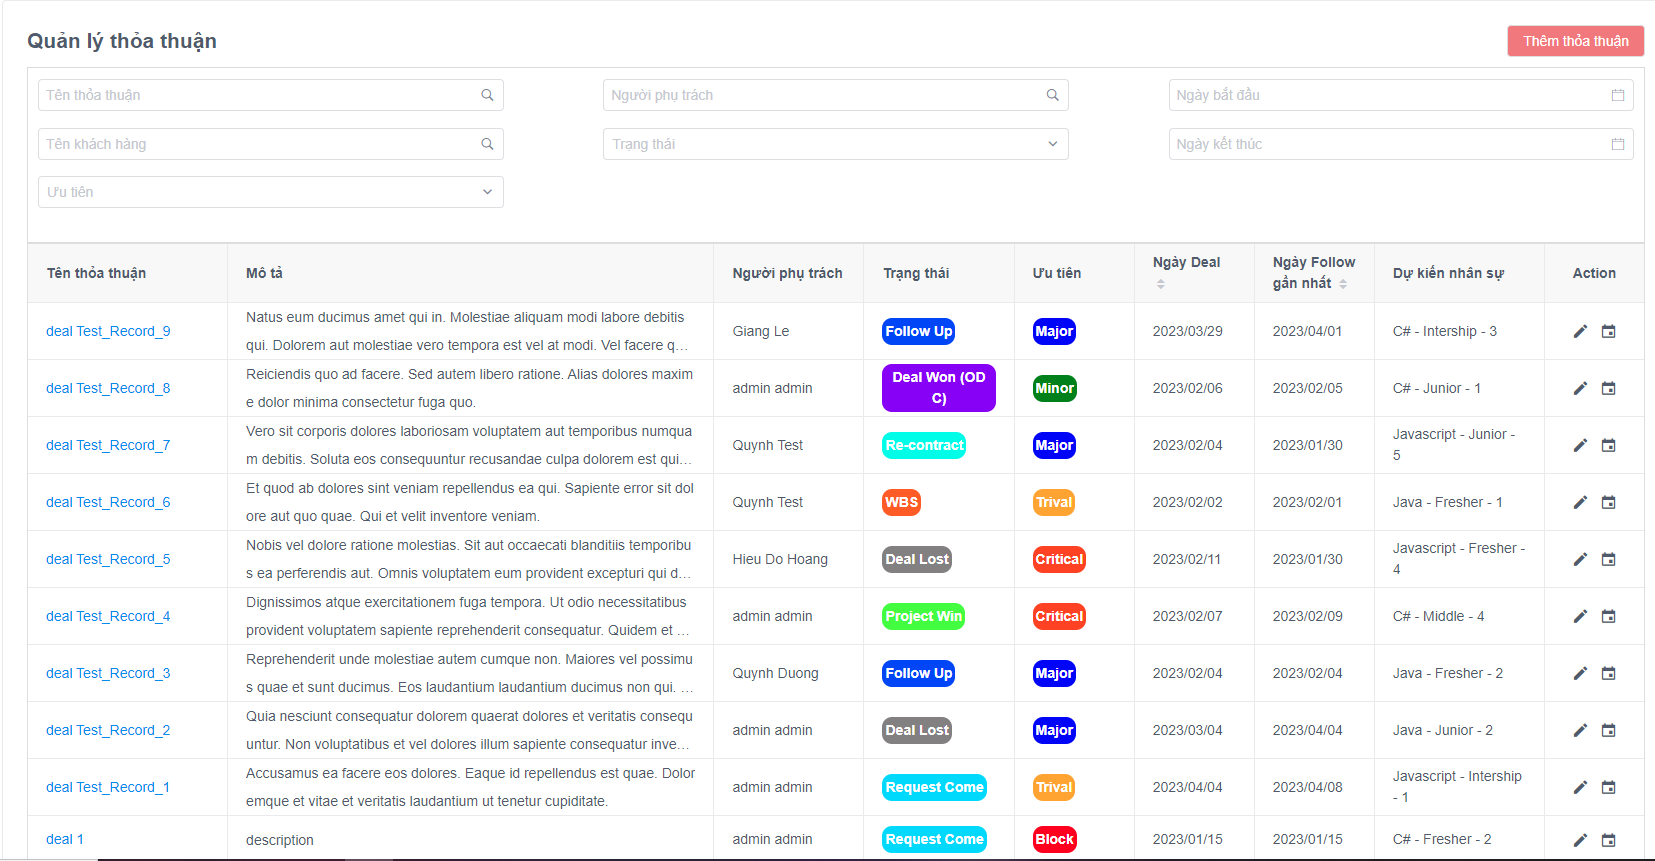 Quản lý thỏa thuận
Thêm thỏa thuận
Tên thỏa thuận
Người phụ trách
Ngày bắt đầu
Tên khách hàng
Trạng thái
Ngày kết thúc
Ưu tiên
Tên thỏa thuận
Mô tả
Người phụ trách
Trạng thái
Ưu tiên
Ngày Deal
Ngày Follow
gần nhất
Dự kiến nhân sự
Action
deal Test_Record_9
Natus eum ducimus amet qui in. Molestiae aliquam modi labore debitis
qui. Dolorem aut molestiae vero tempora est vel at modi. Vel facere q…
Giang Le
Follow Up
Major
2023/03/29
2023/04/01
C# - Intership - 3
deal Test_Record_8
Reiciendis quo ad facere. Sed autem libero ratione. Alias dolores maxim
e dolor minima consectetur fuga quo.
admin admin
Deal Won (OD
C)
Minor
2023/02/06
2023/02/05
C# - Junior - 1
deal Test_Record_7
Vero sit corporis dolores laboriosam voluptatem aut temporibus numqua
m debitis. Soluta eos consequuntur recusandae culpa dolorem est qui…
Quynh Test
Re-contract
Major
2023/02/04
2023/01/30
Javascript - Junior -
5
deal Test_Record_6
Et quod ab dolores sint veniam repellendus ea qui. Sapiente error sit dol
ore aut quo quae. Qui et velit inventore veniam.
Quynh Test
WBS
Trival
2023/02/02
2023/02/01
Java - Fresher - 1
deal Test_Record_5
Nobis vel dolore ratione molestias. Sit aut occaecati blanditiis temporibu
s ea perferendis aut. Omnis voluptatem eum provident excepturi qui d…
Hieu Do Hoang
Deal Lost
Critical
2023/02/11
2023/01/30
Javascript - Fresher -
4
deal Test_Record_4
Dignissimos atque exercitationem fuga tempora. Ut odio necessitatibus
provident voluptatem sapiente reprehenderit consequatur. Quidem et …
admin admin
Project Win
Critical
2023/02/07
2023/02/09
C# - Middle - 4
deal Test_Record_3
Reprehenderit unde molestiae autem cumque non. Maiores vel possimu
s quae et sunt ducimus. Eos laudantium laudantium ducimus non qui. …
Quynh Duong
Follow Up
Major
2023/02/04
2023/02/04
Java - Fresher - 2
deal Test_Record_2
Quia nesciunt consequatur dolorem quaerat dolores et veritatis consequ
untur. Non voluptatibus et vel dolores illum sapiente consequatur inve…
admin admin
Deal Lost
Major
2023/03/04
2023/04/04
Java - Junior - 2
deal Test_Record_1
Accusamus ea facere eos dolores. Eaque id repellendus est quae. Dolor
emque et vitae et veritatis laudantium ut tenetur cupiditate.
admin admin
Request Come
Trival
2023/04/04
2023/04/08
Javascript - Intership
- 1
deal 1
description
admin admin
Request Come
Block
2023/01/15
2023/01/15
C# - Fresher - 2